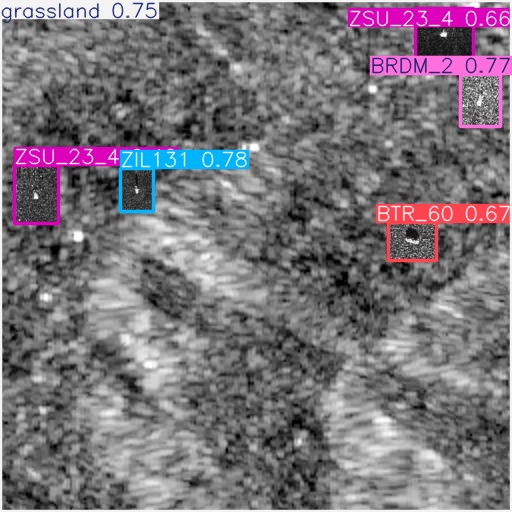 grassland 0.75
ZSU_23_4 0.66
BRDM_2 0.77
ZSU_23_4
ZIL131 0.78
BTR_60 0.67